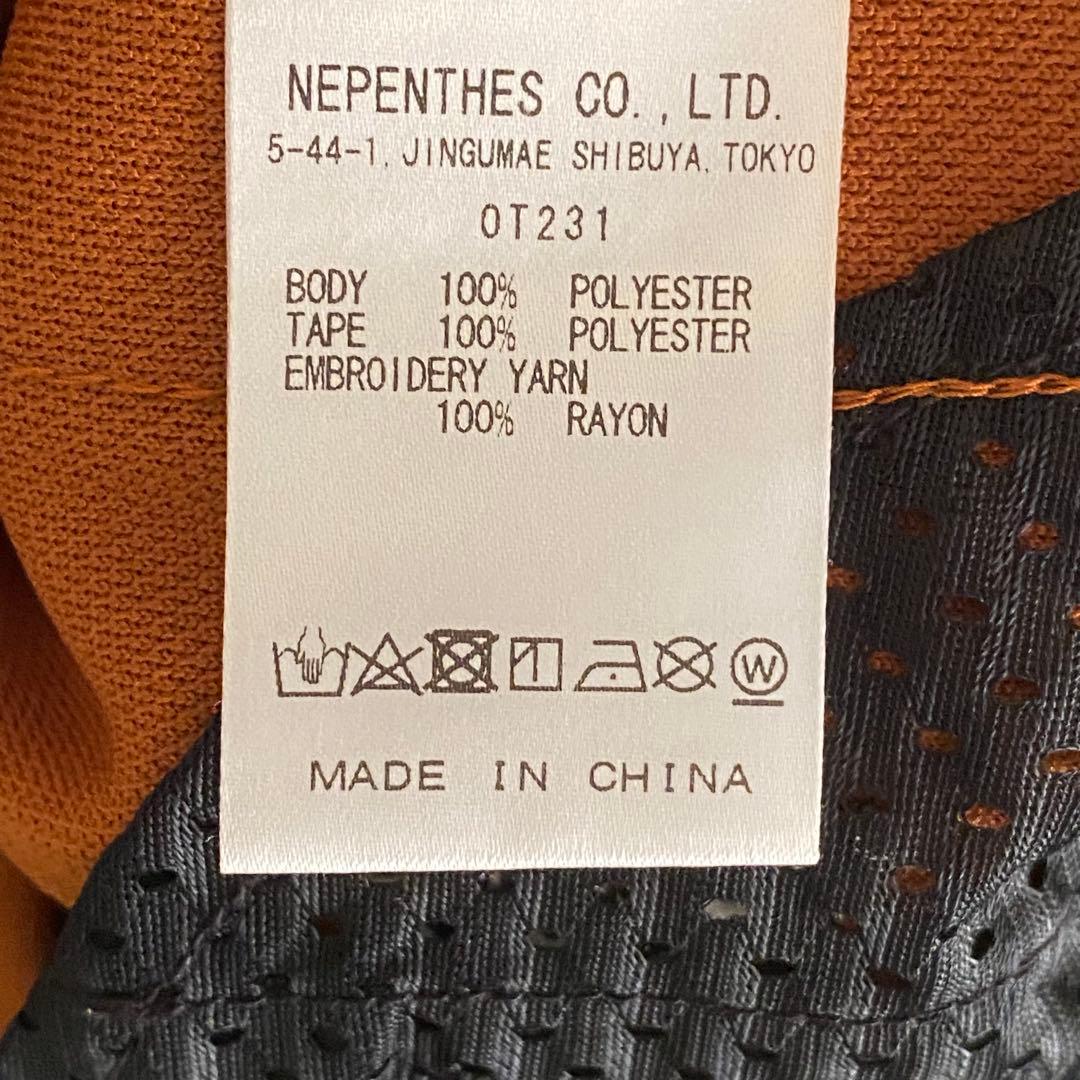 NEPENTHES CO., LTD.
5-44-1, JINGUMAE SHIBUYA, TOKYO
OT231
BODY 100% POLYESTER
TAPE 100% POLYESTER
EMBROIDERY YARN
100% RAYON
W
MADE IN CHINA